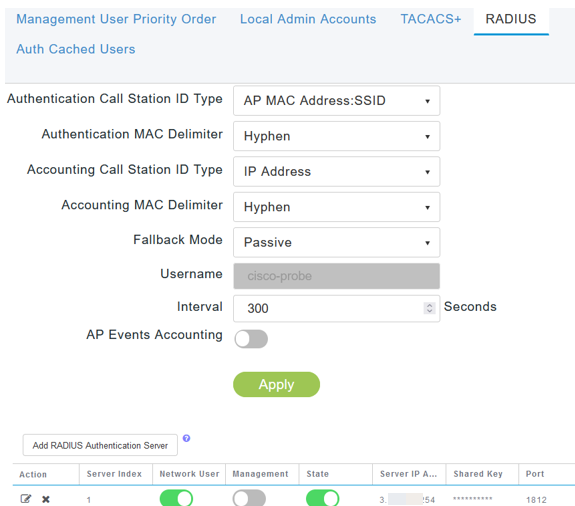 Management User Priority Order Local Admin Accounts TACACS+ RADIUS
Auth Cached Users
Authentication Call Station ID Type AP MAC Address:SSID
Authentication MAC Delimiter Hyphen
Accounting Call Station ID Type IP Address
Accounting MAC Delimiter Hyphen
Fallback Mode Passive
Username cisco-probe
Interval 300 Seconds
AP Events Accounting
Apply
Add RADIUS Authentication Server ?
Action Server Index Network User Management State Server IP A... Shared Key Port
1 3. 254 ********** 1812